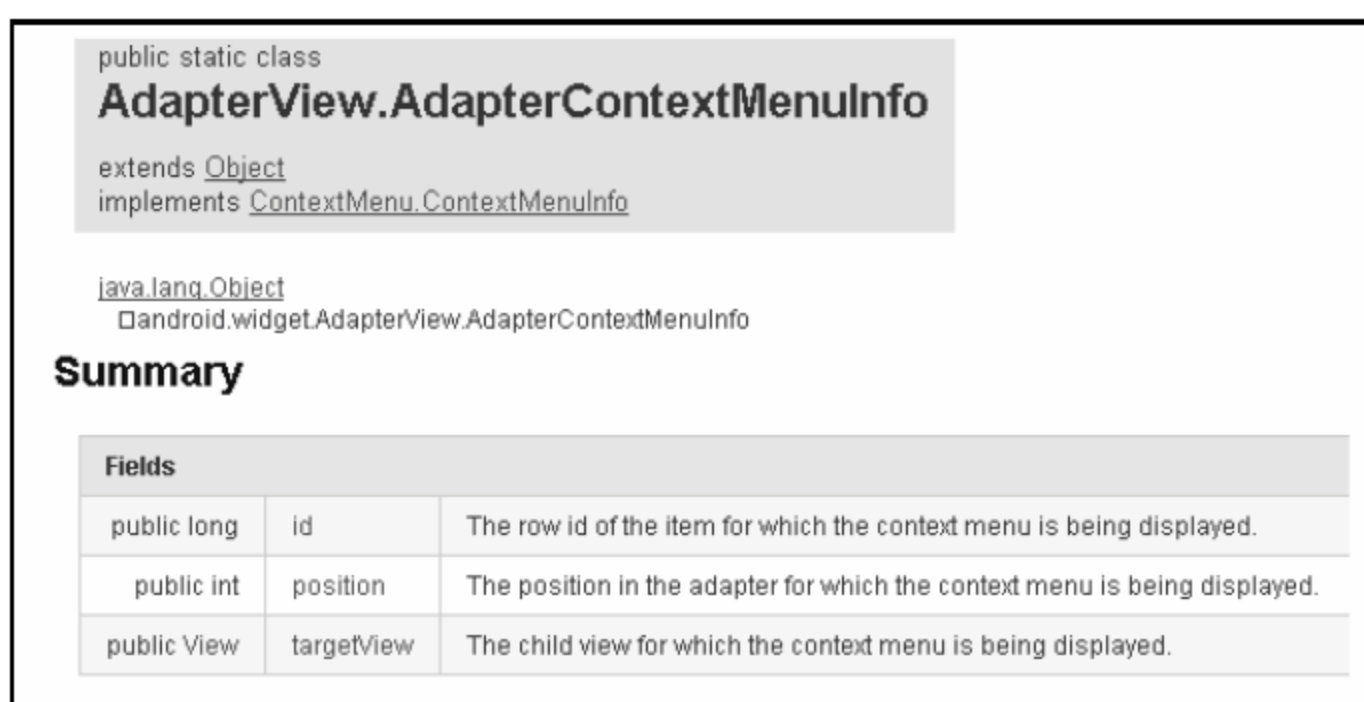 public static class
AdapterView.AdapterContextMenuInfo
extends Object
implements ContextMenu.ContextMenuInfo
java.lang.Object
□android.widget.AdapterView.AdapterContextMenuInfo
Summary
Fields
public long id The row id of the item for which the context menu is being displayed.
public int position The position in the adapter for which the context menu is being displayed.
public View targetView The child view for which the context menu is being displayed.